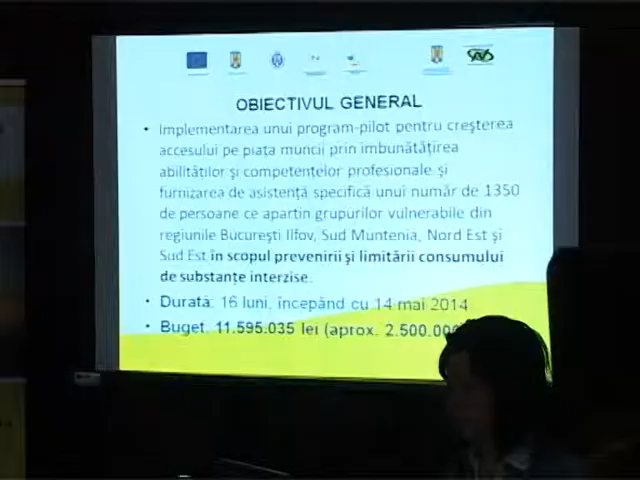 OBIECTIVUL GENERAL
• Implementarea unui program-pilot pentru creşterea
accesului pe piaţa muncii prin îmbunătăţirea
abilităţilor şi competenţelor profesionale şi
furnizarea de asistenţă specifică unui număr de 1350
de persoane ce apartin grupurilor vulnerabile din
regiunile Bucureşti Ilfov, Sud Muntenia, Nord Est şi
Sud Est în scopul prevenirii şi limitării consumului
de substanţe interzise.
• Durată: 16 luni, începând cu 14 mai 2014
• Buget: 11.595.035 lei (aprox. 2.500.000